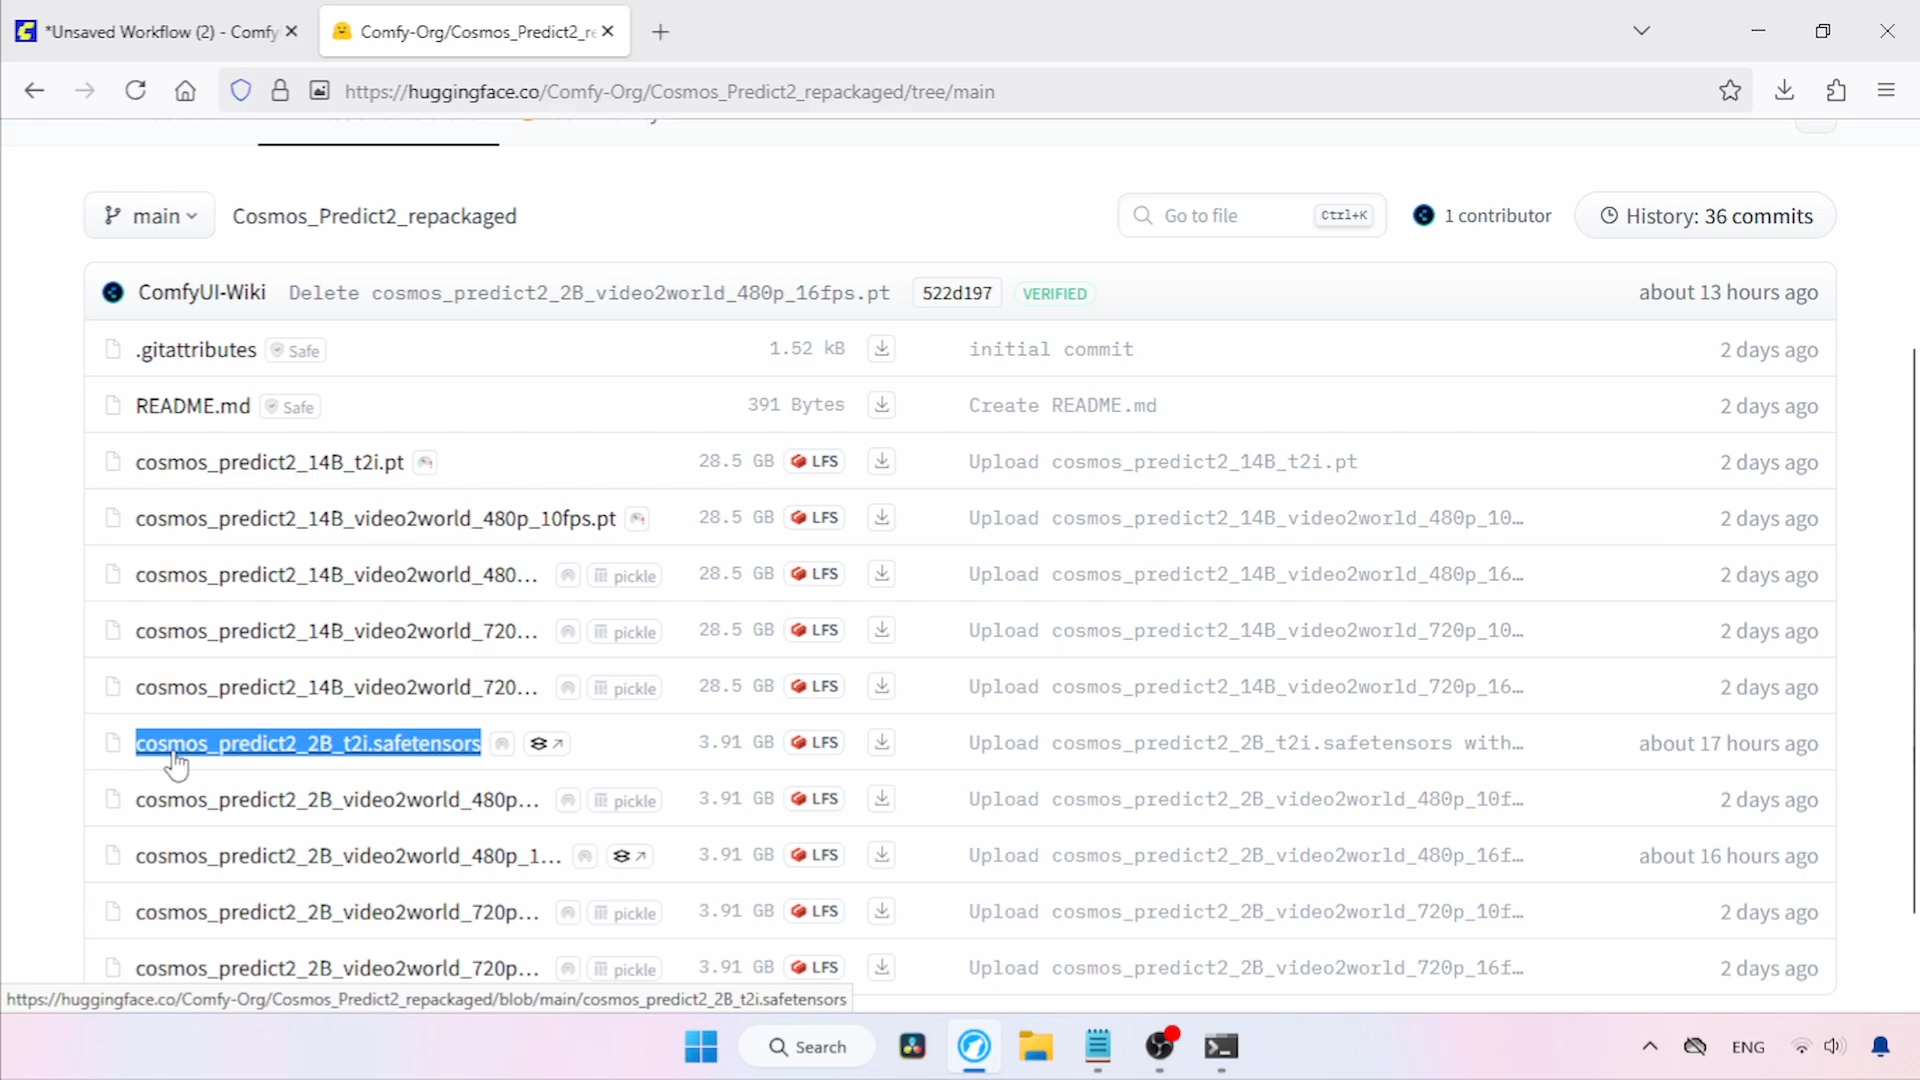 *Unsaved Workflow (2) - Comfy
Comfy-Org/Cosmos_Predict2_re
https://huggingface.co/Comfy-Org/Cosmos_Predict2_repackaged/tree/main
main
Cosmos_Predict2_repackaged
Go to file
Ctrl+K
1 contributor
History: 36 commits
ComfyUI-Wiki Delete cosmos_predict2_2B_video2world_480p_16fps.pt 522d197 VERIFIED about 13 hours ago
.gitattributes Safe 1.52 kB initial commit 2 days ago
README.md Safe 391 Bytes Create README.md 2 days ago
cosmos_predict2_14B_t2i.pt 28.5 GB LFS Upload cosmos_predict2_14B_t2i.pt 2 days ago
cosmos_predict2_14B_video2world_480p_10fps.pt 28.5 GB LFS Upload cosmos_predict2_14B_video2world_480p_10... 2 days ago
cosmos_predict2_14B_video2world_480... pickle 28.5 GB LFS Upload cosmos_predict2_14B_video2world_480p_16... 2 days ago
cosmos_predict2_14B_video2world_720... pickle 28.5 GB LFS Upload cosmos_predict2_14B_video2world_720p_10... 2 days ago
cosmos_predict2_14B_video2world_720... pickle 28.5 GB LFS Upload cosmos_predict2_14B_video2world_720p_16... 2 days ago
cosmos_predict2_2B_t2i.safetensors 3.91 GB LFS Upload cosmos_predict2_2B_t2i.safetensors with... about 17 hours ago
cosmos_predict2_2B_video2world_480p... pickle 3.91 GB LFS Upload cosmos_predict2_2B_video2world_480p_10f... 2 days ago
cosmos_predict2_2B_video2world_480p_1... 3.91 GB LFS Upload cosmos_predict2_2B_video2world_480p_16f... about 16 hours ago
cosmos_predict2_2B_video2world_720p... pickle 3.91 GB LFS Upload cosmos_predict2_2B_video2world_720p_10f... 2 days ago
cosmos_predict2_2B_video2world_720p... pickle 3.91 GB LFS Upload cosmos_predict2_2B_video2world_720p_16f... 2 days ago
https://huggingface.co/Comfy-Org/Cosmos_Predict2_repackaged/blob/main/cosmos_predict2_2B_t2i.safetensors
Search
ENG